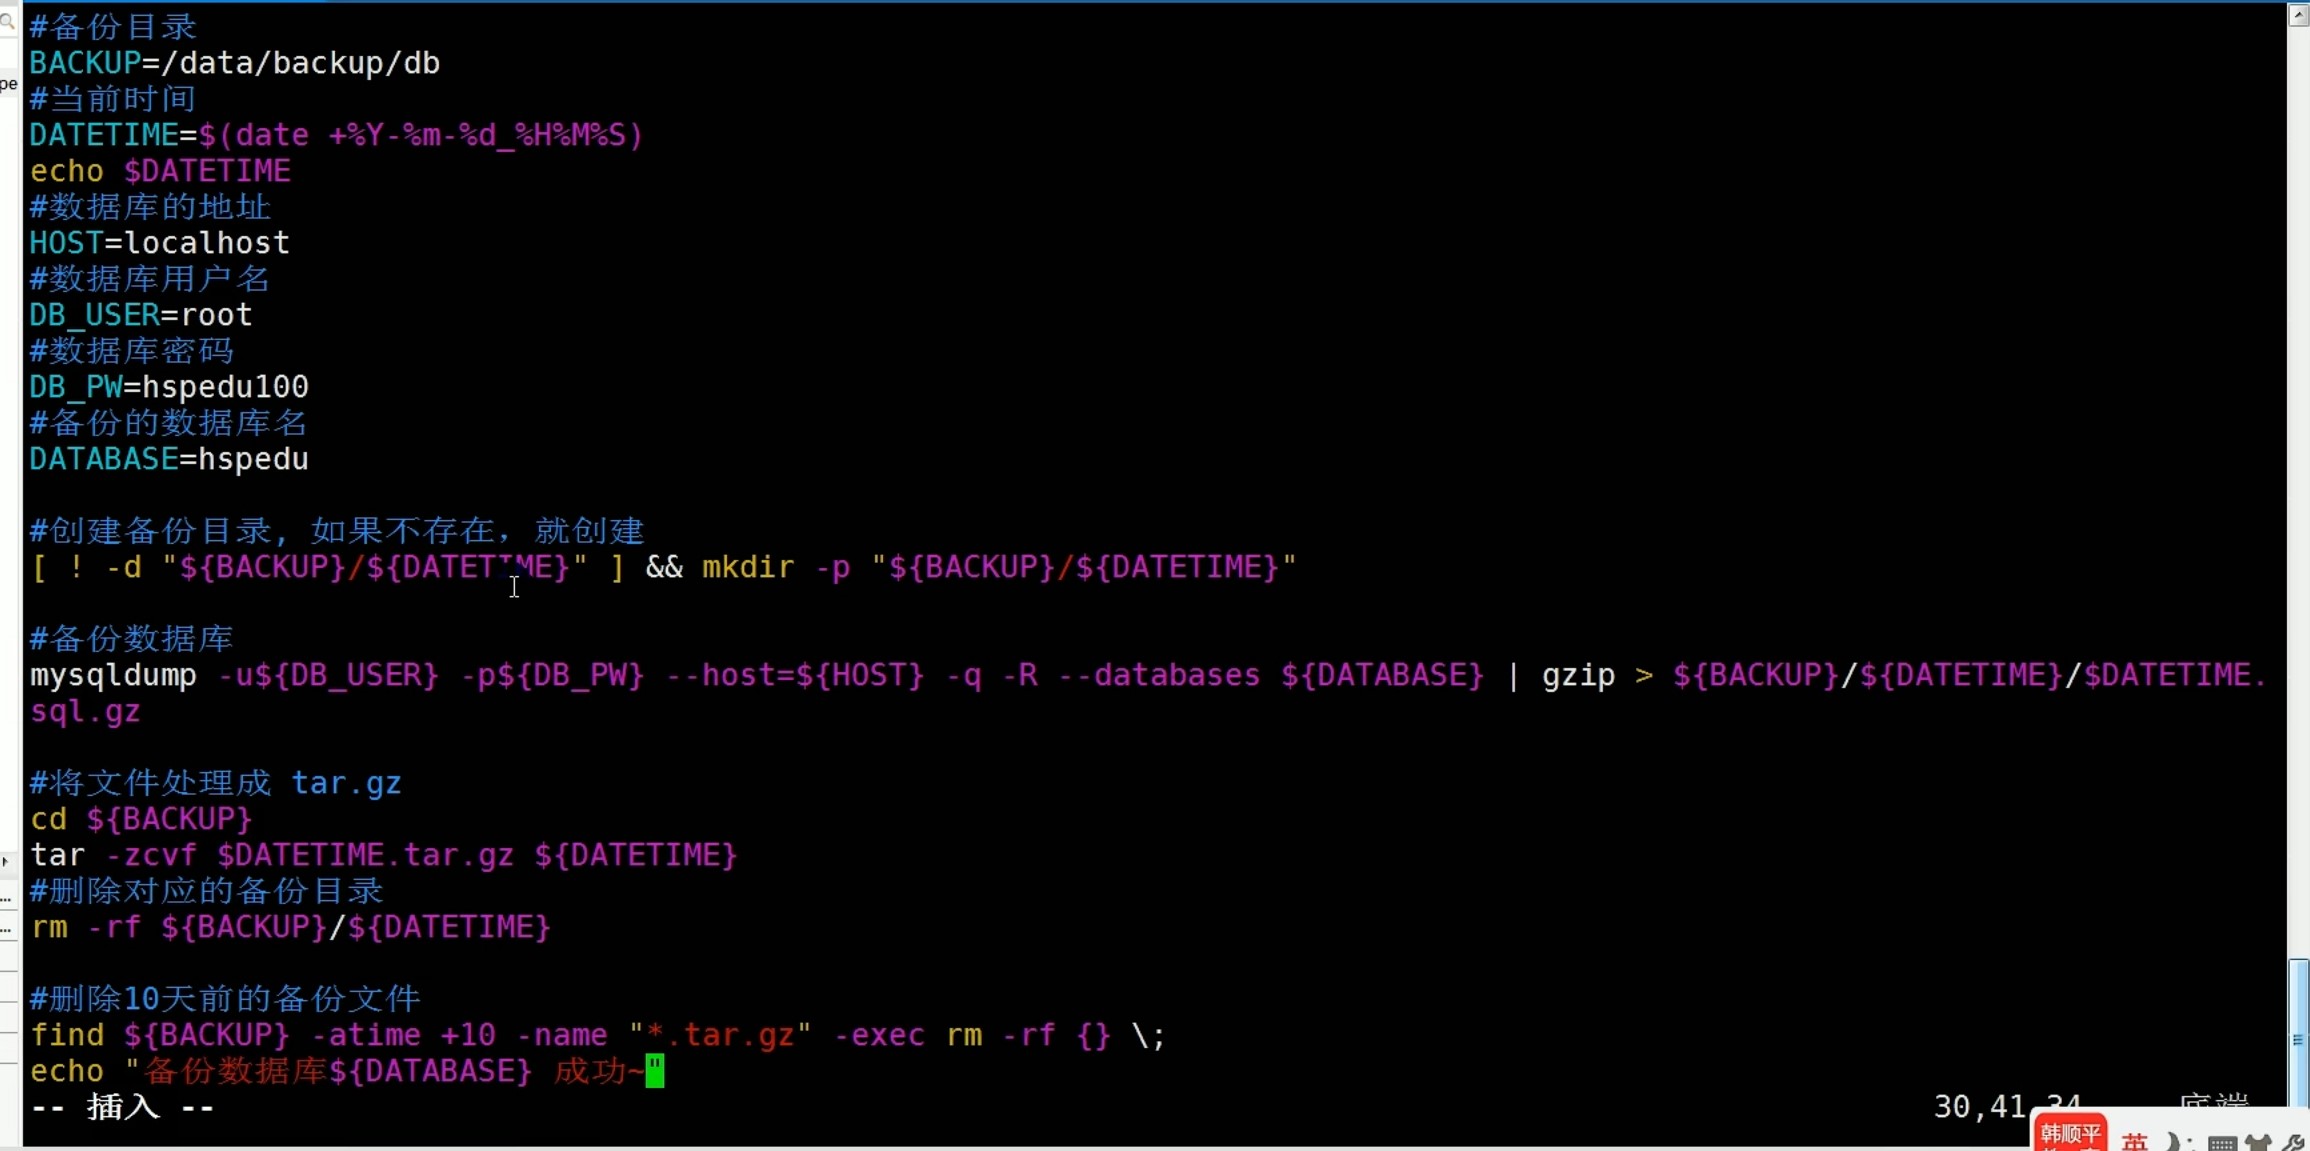 #备份目录
BACKUP=/data/backup/db
#当前时间
DATETIME=$(date +%Y-%m-%d_%H%M%S)
echo $DATETIME
#数据库的地址
HOST=localhost
#数据库用户名
DB_USER=root
#数据库密码
DB_PW=hspedu100
#备份的数据库名
DATABASE=hspedu
#创建备份目录, 如果不存在，就创建
[ ! -d "${BACKUP}/${DATETIME}" ] && mkdir -p "${BACKUP}/${DATETIME}"
#备份数据库
mysqldump -u${DB_USER} -p${DB_PW} --host=${HOST} -q -R --databases ${DATABASE} | gzip > ${BACKUP}/${DATETIME}/$DATETIME.
sql.gz
#将文件处理成 tar.gz
cd ${BACKUP}
tar -zcvf $DATETIME.tar.gz ${DATETIME}
#删除对应的备份目录
rm -rf ${BACKUP}/${DATETIME}
#删除10天前的备份文件
find ${BACKUP} -atime +10 -name "*.tar.gz" -exec rm -rf {} \;
echo "备份数据库${DATABASE} 成功~"
-- 插入 --
30,41-34 底端
韩顺平
英
pe